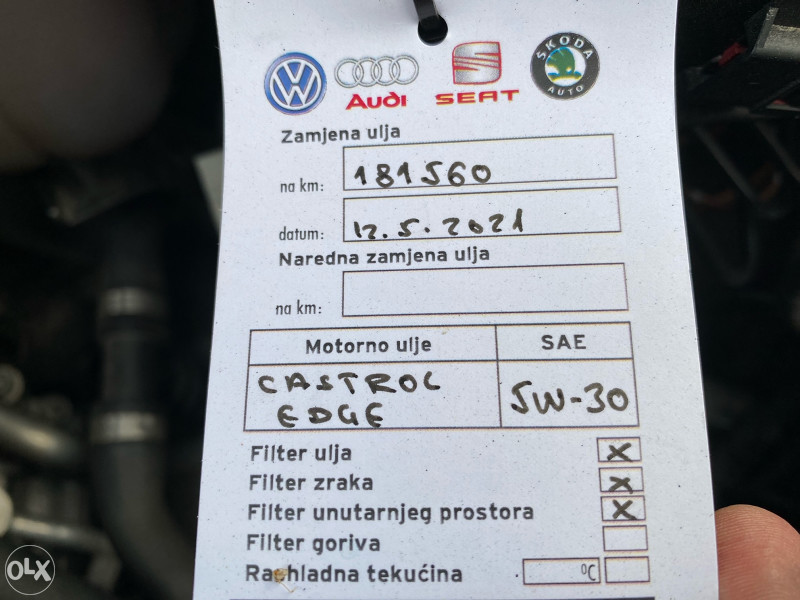 Audi
SEAT
ŠKODA
AUTO
Zamjena ulja
na km: 181560
datum: 12.5.2021
Naredna zamjena ulja
na km:
Motorno ulje SAE
CASTROL EDGE 5W-30
Filter ulja x
Filter zraka x
Filter unutarnjeg prostora x
Filter goriva
Rashladna tekućina °C
OLX